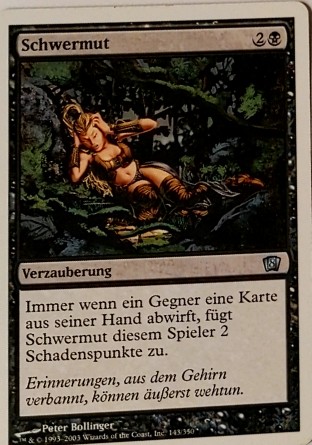 Schwermut 2
Verzauberung
Immer wenn ein Gegner eine Karte
aus seiner Hand abwirft, fügt
Schwermut diesem Spieler 2
Schadenspunkte zu.
Erinnerungen, aus dem Gehirn
verbannt, können äußerst wehtun.
Peter Bollinger
™ & © 1993-2003 Wizards of the Coast, Inc. 143/350